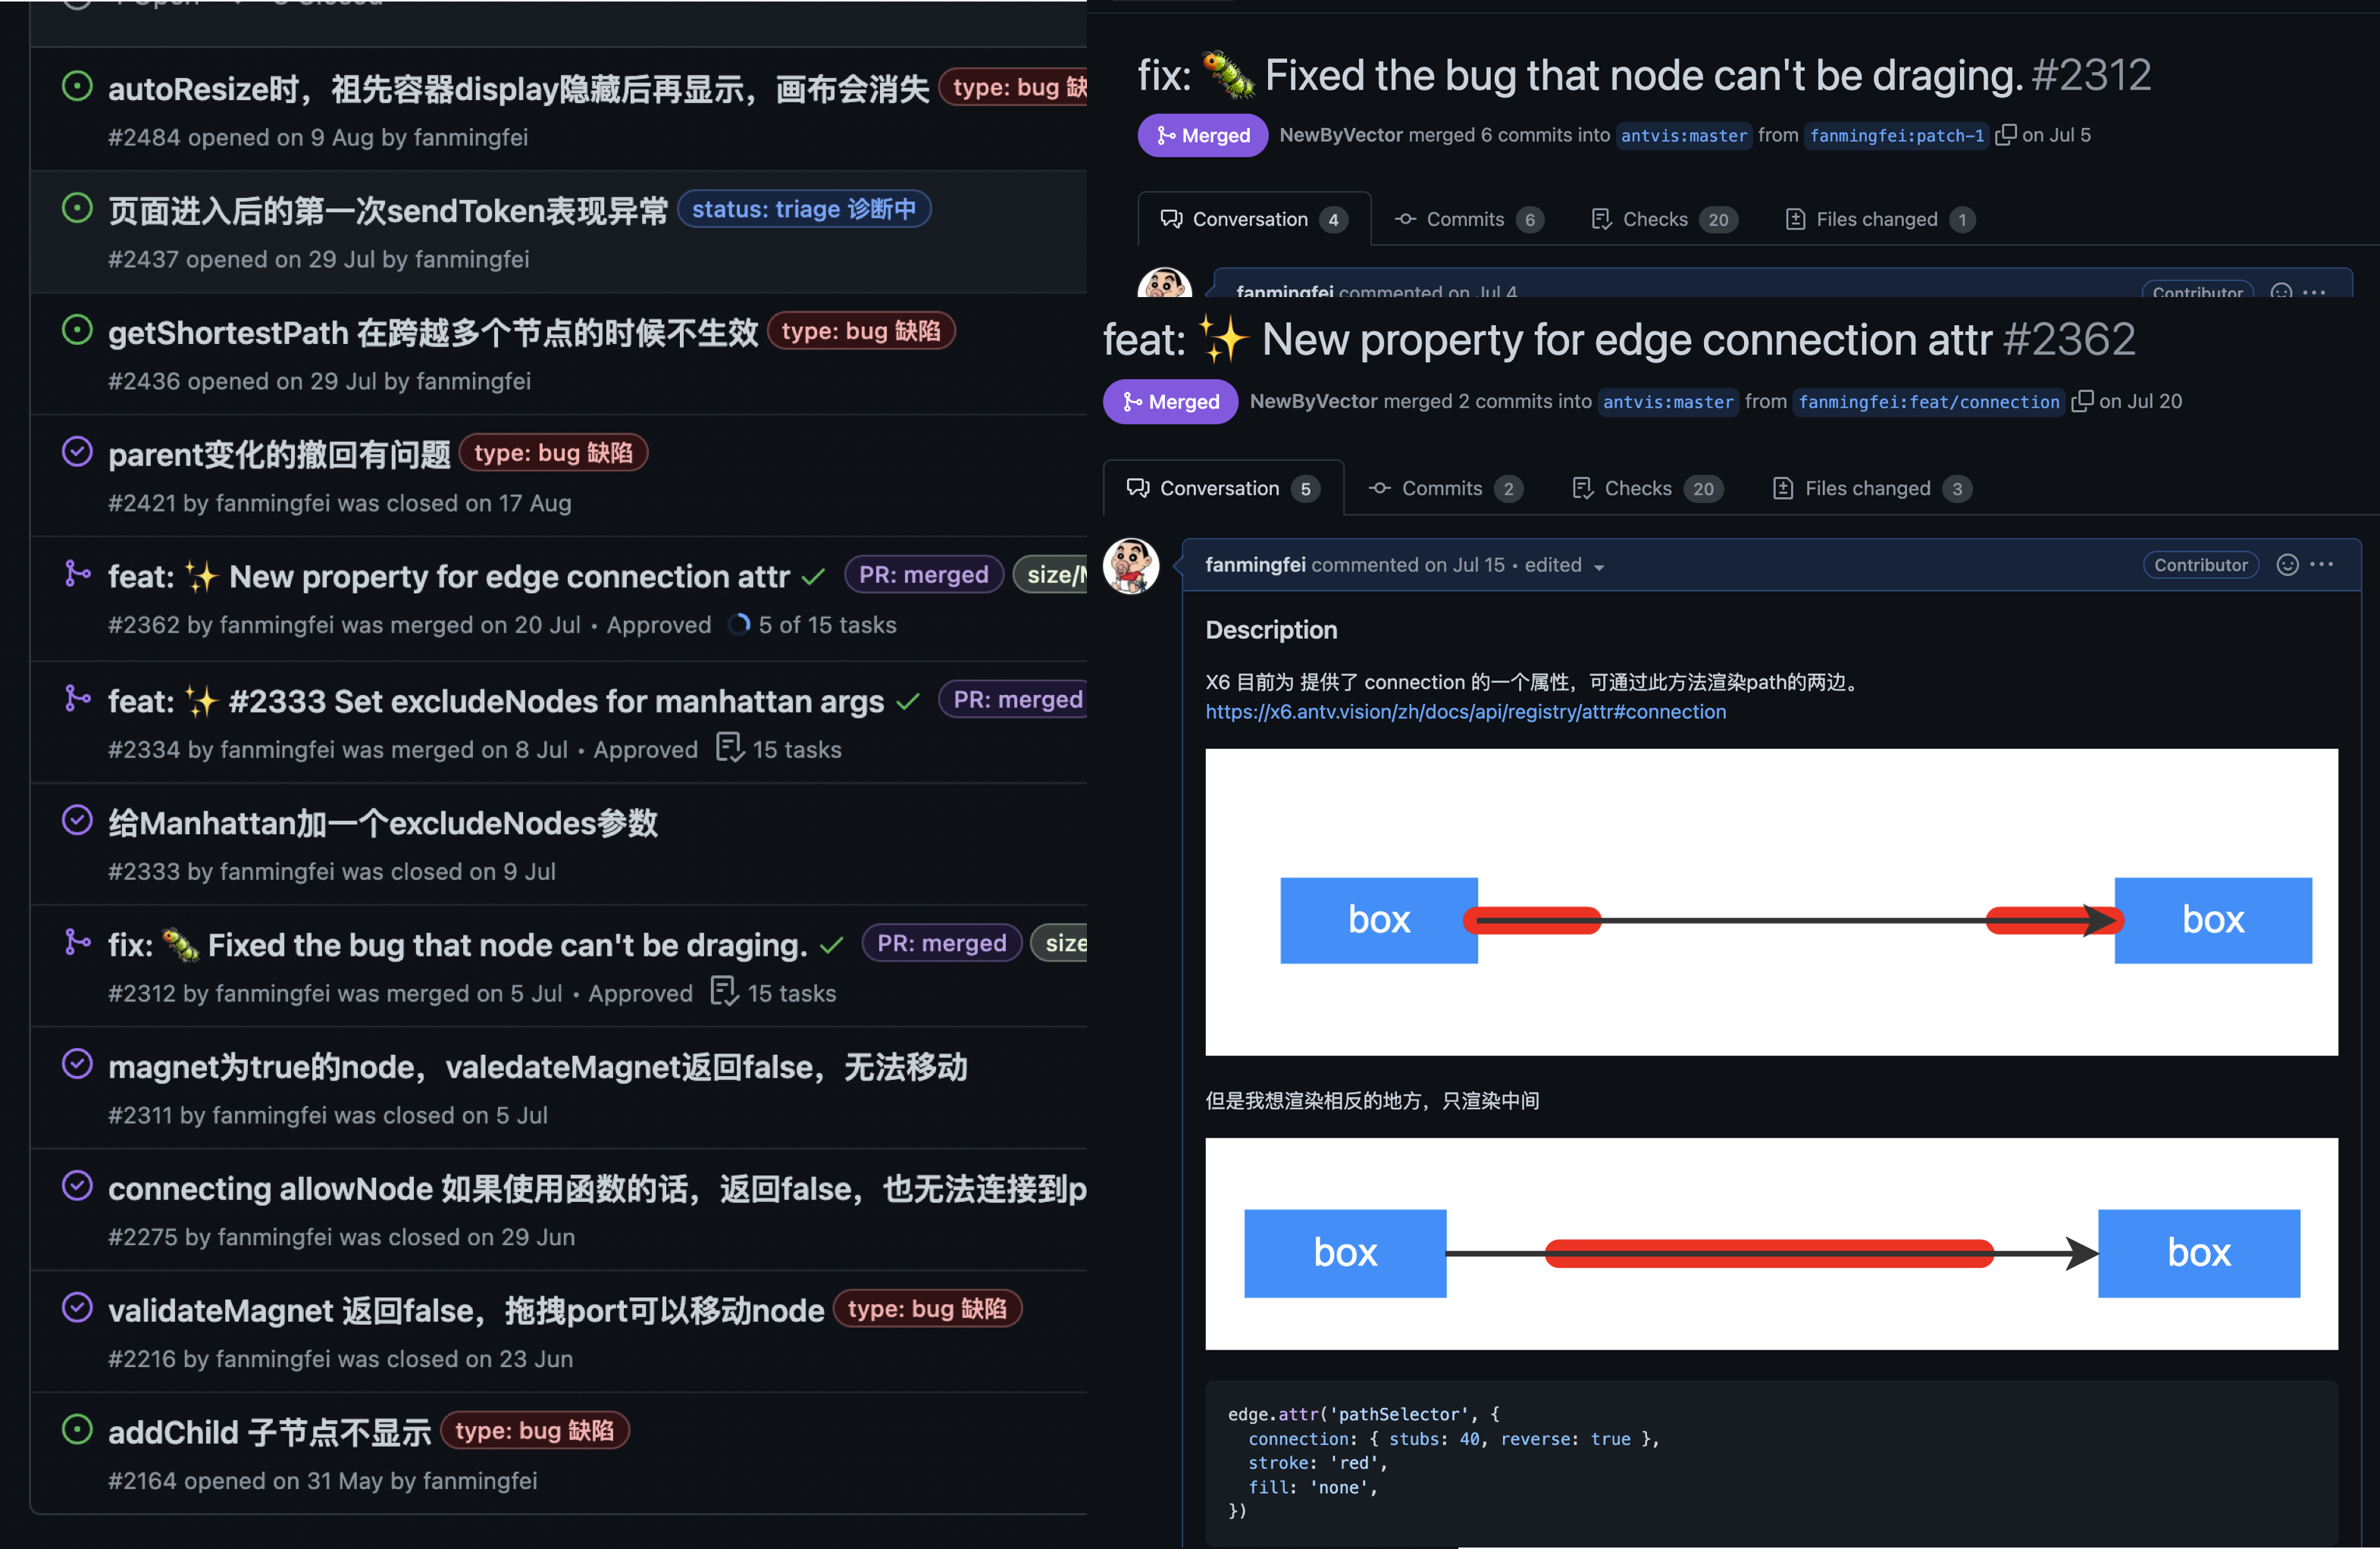 autoResize时，祖先容器display隐藏后再显示，画布会消失 type: bug 缺
#2484 opened on 9 Aug by fanmingfei
页面进入后的第一次sendToken表现异常 status: triage 诊断中
#2437 opened on 29 Jul by fanmingfei
getShortestPath 在跨越多个节点的时候不生效 type: bug 缺陷
#2436 opened on 29 Jul by fanmingfei
parent变化的撤回有问题 type: bug 缺陷
#2421 by fanmingfei was closed on 17 Aug
feat: ✨ New property for edge connection attr PR: merged size/M
#2362 by fanmingfei was merged on 20 Jul • Approved 5 of 15 tasks
feat: ✨ #2333 Set excludeNodes for manhattan args PR: merged
#2334 by fanmingfei was merged on 8 Jul • Approved 15 tasks
给Manhattan加一个excludeNodes参数
#2333 by fanmingfei was closed on 9 Jul
fix: 🐛 Fixed the bug that node can't be draging. PR: merged size
#2312 by fanmingfei was merged on 5 Jul • Approved 15 tasks
magnet为true的node，valedateMagnet返回false，无法移动
#2311 by fanmingfei was closed on 5 Jul
connecting allowNode 如果使用函数的话，返回false，也无法连接到p
#2275 by fanmingfei was closed on 29 Jun
validateMagnet 返回false，拖拽port可以移动node type: bug 缺陷
#2216 by fanmingfei was closed on 23 Jun
addChild 子节点不显示 type: bug 缺陷
#2164 opened on 31 May by fanmingfei
fix: 🐛 Fixed the bug that node can't be draging. #2312
Merged NewByVector merged 6 commits into antvis:master from fanmingfei:patch-1 on Jul 5
Conversation 4 Commits 6 Checks 20 Files changed 1
fanmingfei commented on Jul 4 Contributor
feat: ✨ New property for edge connection attr #2362
Merged NewByVector merged 2 commits into antvis:master from fanmingfei:feat/connection on Jul 20
Conversation 5 Commits 2 Checks 20 Files changed 3
fanmingfei commented on Jul 15 • edited Contributor
Description
X6 目前为 提供了 connection 的一个属性，可通过此方法渲染path的两边。
https://x6.antv.vision/zh/docs/api/registry/attr#connection
box box
但是我想渲染相反的地方，只渲染中间
box box
edge.attr('pathSelector', {
connection: { stubs: 40, reverse: true },
stroke: 'red',
fill: 'none',
})